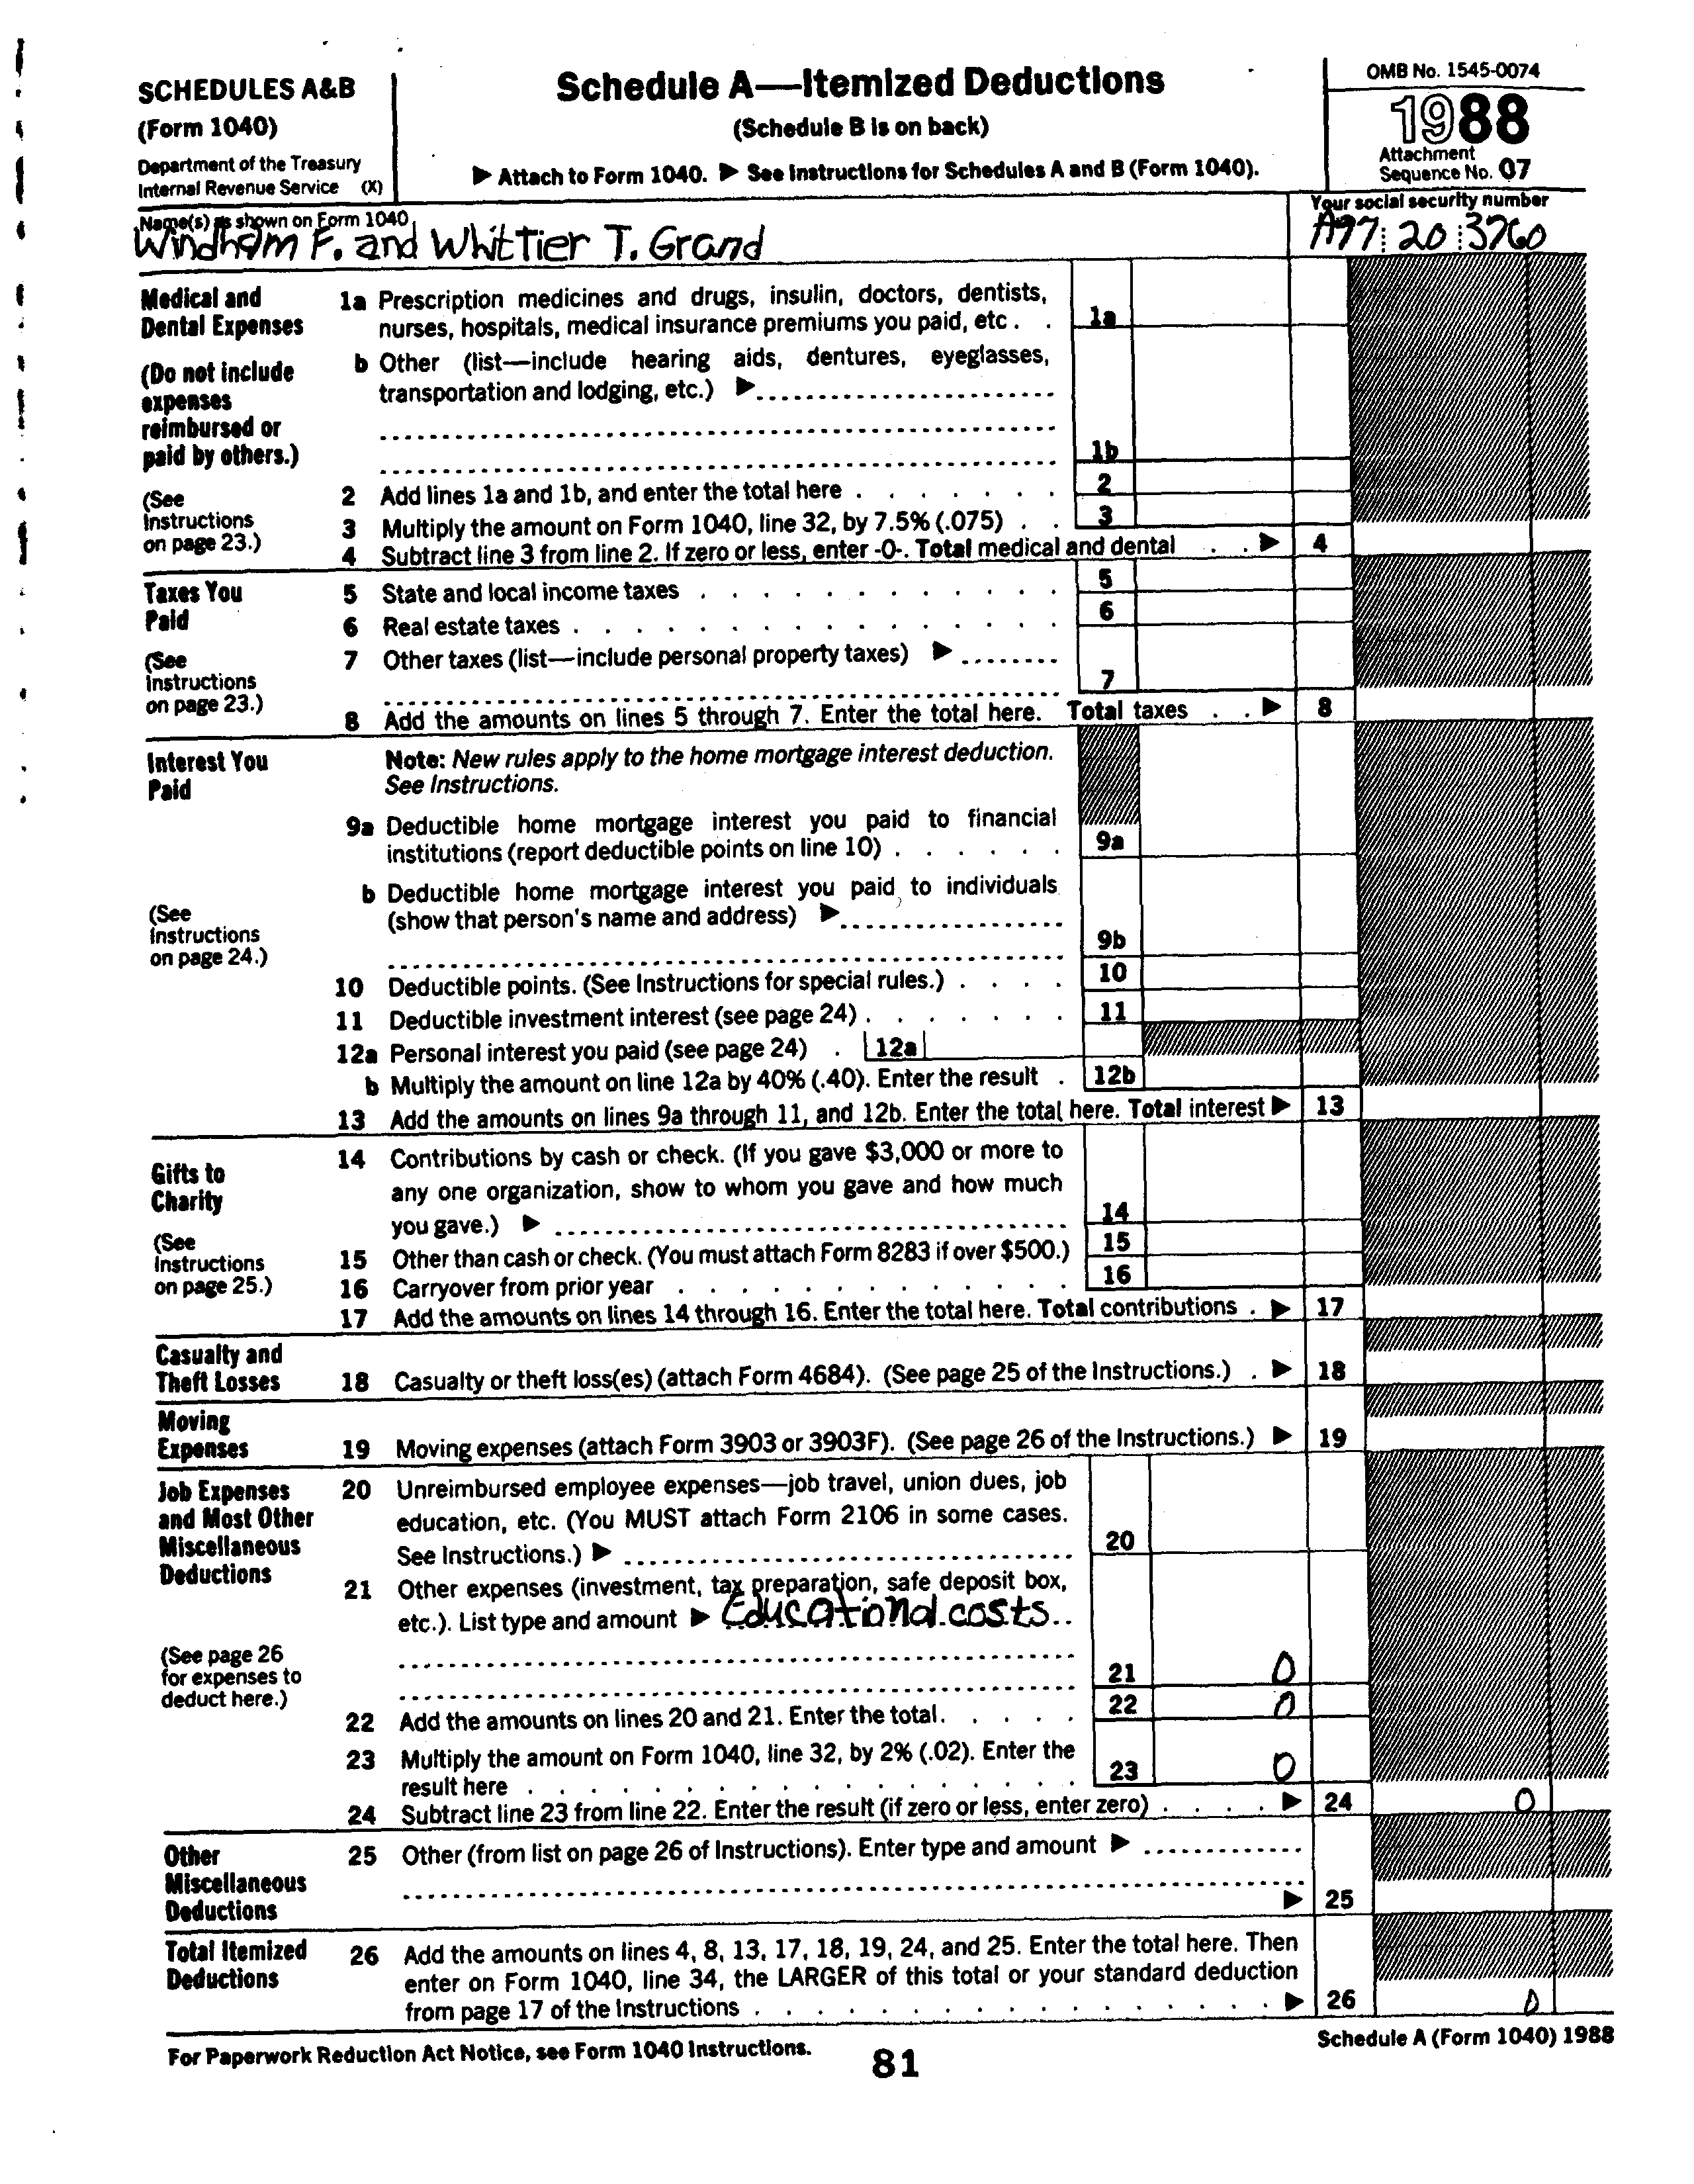 SCHEDULES A&B
(Form 1040)
Department of the Treasury
Internal Revenue Service (X)
Schedule A—Itemized Deductions
(Schedule B is on back)
▶ Attach to Form 1040. ▶ See Instructions for Schedules A and B (Form 1040).
OMB No. 1545-0074
1988
Attachment
Sequence No. 07
Name(s) as shown on Form 1040
Windham F. and Whittier T. Grand
Your social security number
A97 20 3760
Medical and
Dental Expenses
(Do not include
expenses
reimbursed or
paid by others.)
(See
Instructions
on page 23.)
1a Prescription medicines and drugs, insulin, doctors, dentists,
nurses, hospitals, medical insurance premiums you paid, etc . . 1a
b Other (list—include hearing aids, dentures, eyeglasses,
transportation and lodging, etc.) ▶
1b
2 Add lines 1a and 1b, and enter the total here . . . . . . . 2
3 Multiply the amount on Form 1040, line 32, by 7.5% (.075) . . 3
4 Subtract line 3 from line 2. If zero or less, enter -0-. Total medical and dental . . ▶ 4
Taxes You
Paid
(See
Instructions
on page 23.)
5 State and local income taxes . . . . . . . . . . . . 5
6 Real estate taxes . . . . . . . . . . . . . . . . 6
7 Other taxes (list—include personal property taxes) ▶
7
8 Add the amounts on lines 5 through 7. Enter the total here. Total taxes . . ▶ 8
Interest You
Paid
(See
Instructions
on page 24.)
Note: New rules apply to the home mortgage interest deduction.
See Instructions.
9a Deductible home mortgage interest you paid to financial
institutions (report deductible points on line 10) . . . . . . 9a
b Deductible home mortgage interest you paid to individuals
(show that person's name and address) ▶
9b
10 Deductible points. (See Instructions for special rules.) . . . . 10
11 Deductible investment interest (see page 24) . . . . . . . 11
12a Personal interest you paid (see page 24) . 12a
b Multiply the amount on line 12a by 40% (.40). Enter the result . 12b
13 Add the amounts on lines 9a through 11, and 12b. Enter the total here. Total interest ▶ 13
Gifts to
Charity
(See
Instructions
on page 25.)
14 Contributions by cash or check. (If you gave $3,000 or more to
any one organization, show to whom you gave and how much
you gave.) ▶ 14
15 Other than cash or check. (You must attach Form 8283 if over $500.) 15
16 Carryover from prior year . . . . . . . . . . . . . 16
17 Add the amounts on lines 14 through 16. Enter the total here. Total contributions . ▶ 17
Casualty and
Theft Losses
18 Casualty or theft loss(es) (attach Form 4684). (See page 25 of the Instructions.) . ▶ 18
Moving
Expenses
19 Moving expenses (attach Form 3903 or 3903F). (See page 26 of the Instructions.) ▶ 19
Job Expenses
and Most Other
Miscellaneous
Deductions
(See page 26
for expenses to
deduct here.)
20 Unreimbursed employee expenses—job travel, union dues, job
education, etc. (You MUST attach Form 2106 in some cases.
See Instructions.) ▶ 20
21 Other expenses (investment, tax preparation, safe deposit box,
etc.). List type and amount ▶ Educational costs
21 0
22 Add the amounts on lines 20 and 21. Enter the total. . . . . 22 0
23 Multiply the amount on Form 1040, line 32, by 2% (.02). Enter the
result here . . . . . . . . . . . . . . . . . 23 0
24 Subtract line 23 from line 22. Enter the result (if zero or less, enter zero) . . . . ▶ 24 0
Other
Miscellaneous
Deductions
25 Other (from list on page 26 of Instructions). Enter type and amount ▶
▶ 25
Total Itemized
Deductions
26 Add the amounts on lines 4, 8, 13, 17, 18, 19, 24, and 25. Enter the total here. Then
enter on Form 1040, line 34, the LARGER of this total or your standard deduction
from page 17 of the Instructions . . . . . . . . . . . . . . . . . ▶ 26 0
For Paperwork Reduction Act Notice, see Form 1040 Instructions.
Schedule A (Form 1040) 1988
81